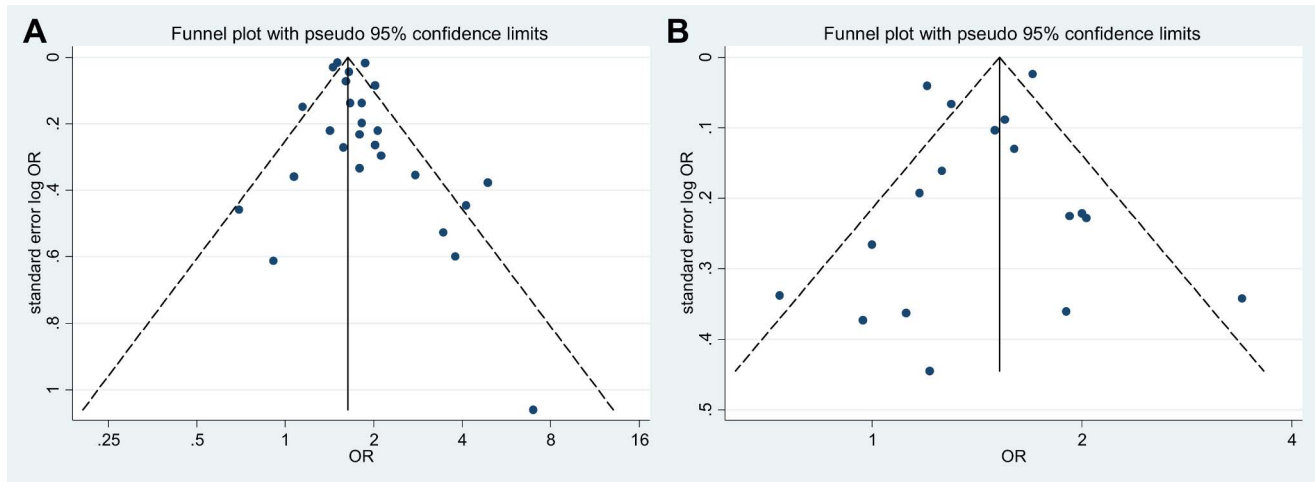 A
Funnel plot with pseudo 95% confidence limits
0
.2
.4
.6
.8
1
standard error log OR
.25 .5 1 2 4 8 16
OR
B
Funnel plot with pseudo 95% confidence limits
0
.1
.2
.3
.4
.5
standard error log OR
1 2 4
OR